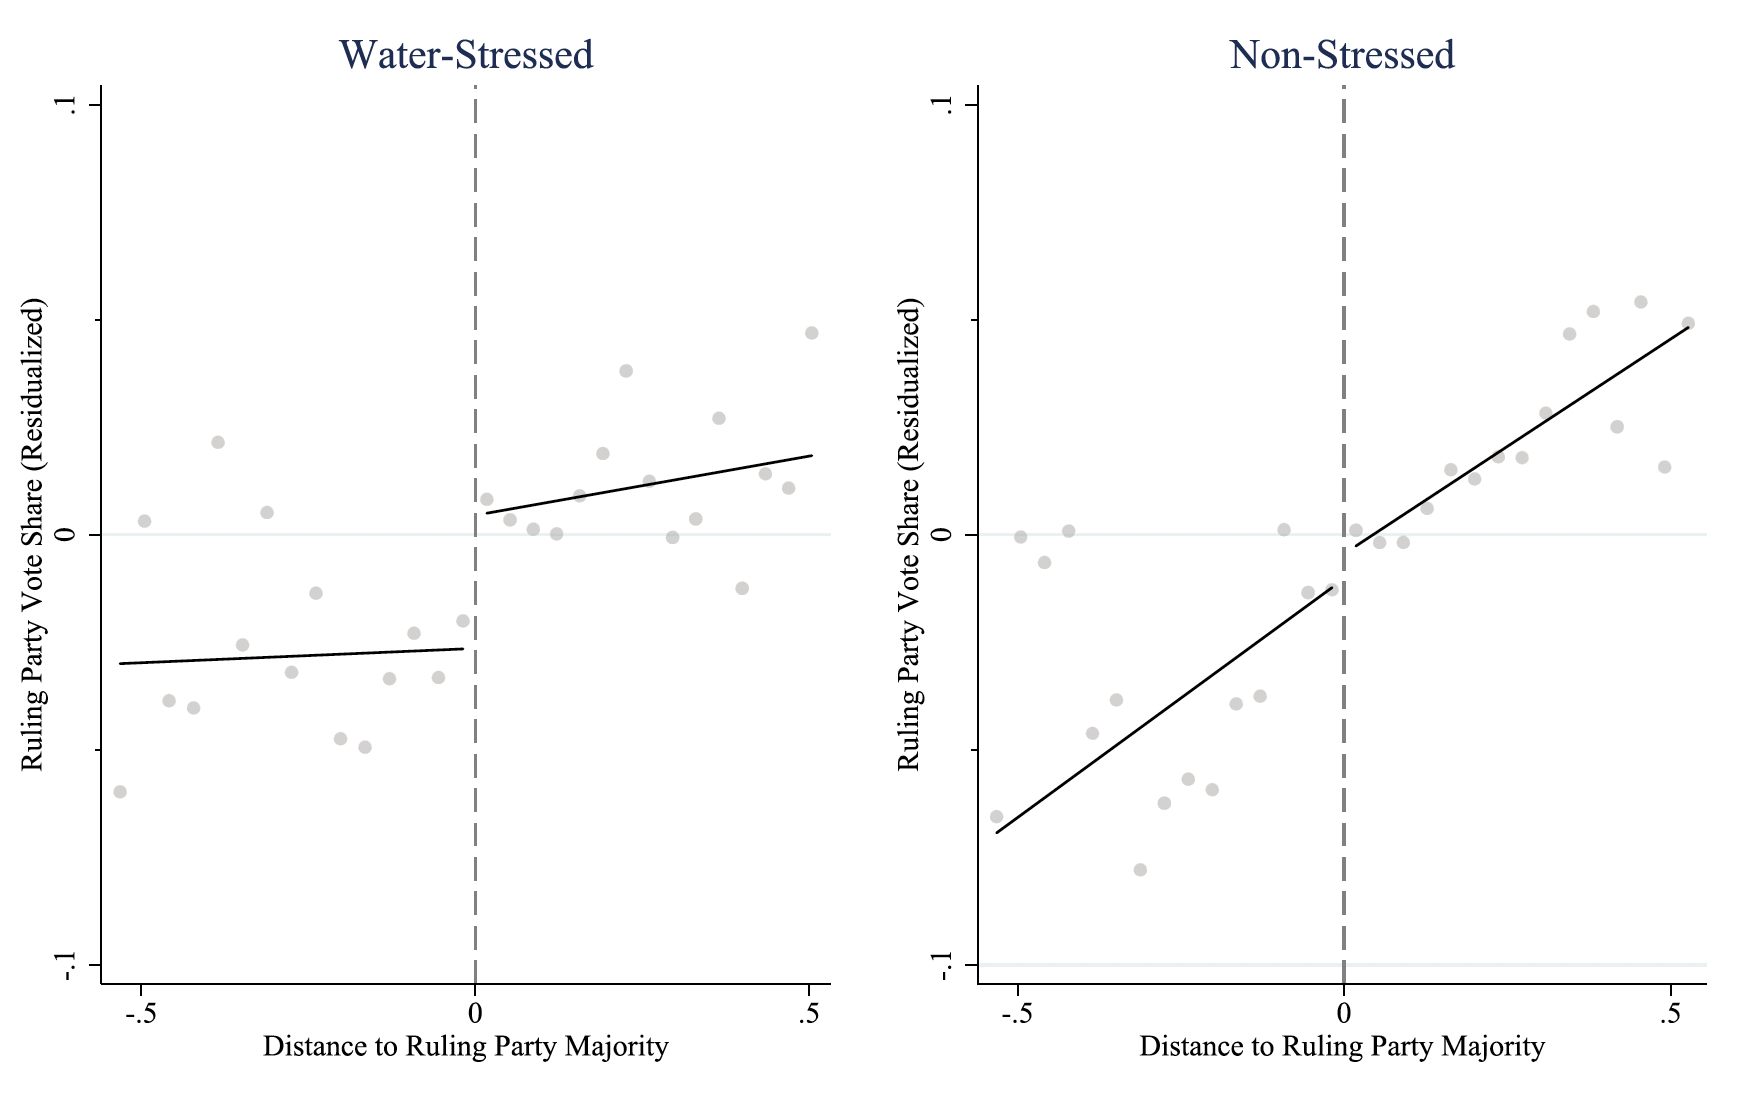 Water-Stressed
.1
0
-.1
Ruling Party Vote Share (Residualized)
-.5
0
.5
Distance to Ruling Party Majority
Non-Stressed
.1
0
-.1
Ruling Party Vote Share (Residualized)
-.5
0
.5
Distance to Ruling Party Majority